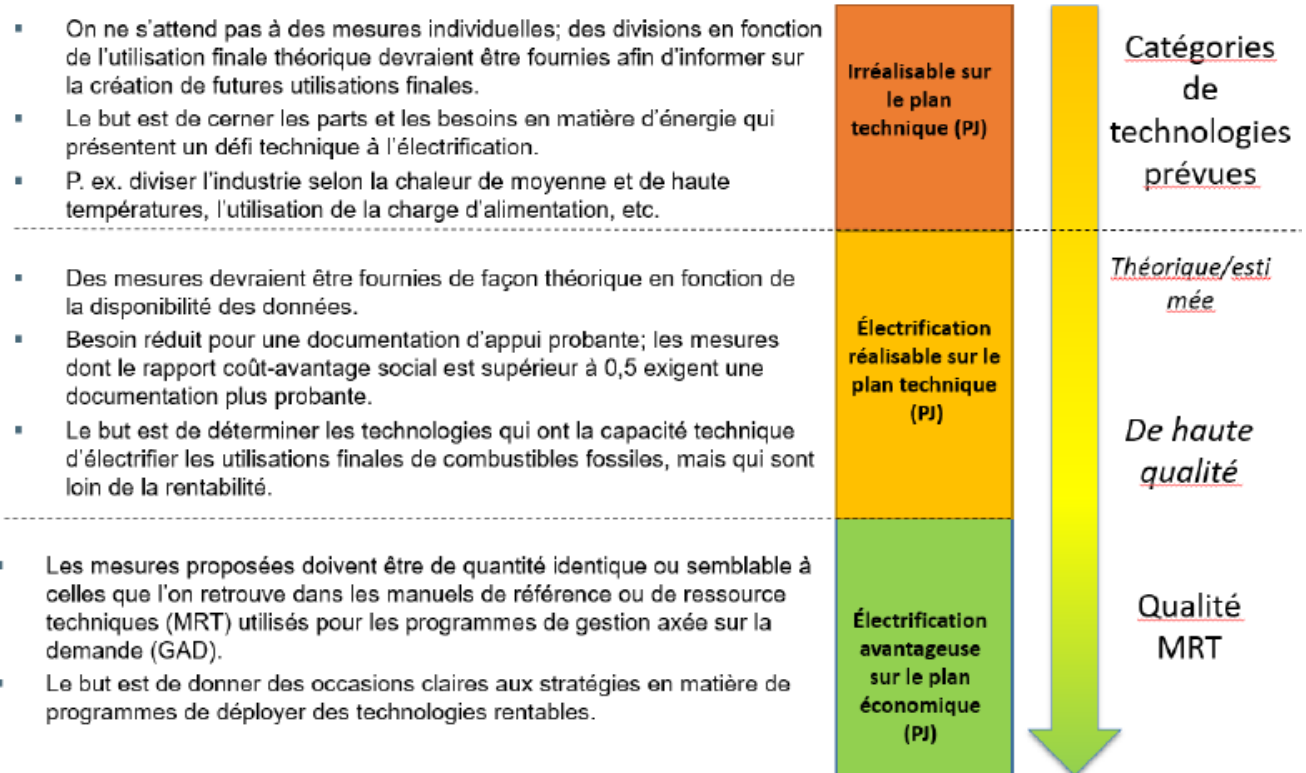 ▪ On ne s'attend pas à des mesures individuelles; des divisions en fonction
de l'utilisation finale théorique devraient être fournies afin d'informer sur
la création de futures utilisations finales.
▪ Le but est de cerner les parts et les besoins en matière d'énergie qui
présentent un défi technique à l'électrification.
▪ P. ex. diviser l'industrie selon la chaleur de moyenne et de haute
températures, l'utilisation de la charge d'alimentation, etc.
Irréalisable sur
le plan
technique (PJ)
Catégories
de
technologies
prévues
▪ Des mesures devraient être fournies de façon théorique en fonction de
la disponibilité des données.
▪ Besoin réduit pour une documentation d'appui probante; les mesures
dont le rapport coût-avantage social est supérieur à 0,5 exigent une
documentation plus probante.
▪ Le but est de déterminer les technologies qui ont la capacité technique
d'électrifier les utilisations finales de combustibles fossiles, mais qui sont
loin de la rentabilité.
Électrification
réalisable sur le
plan technique
(PJ)
Théorique/esti
mée
De haute
qualité
▪ Les mesures proposées doivent être de quantité identique ou semblable à
celles que l'on retrouve dans les manuels de référence ou de ressource
techniques (MRT) utilisés pour les programmes de gestion axée sur la
demande (GAD).
▪ Le but est de donner des occasions claires aux stratégies en matière de
programmes de déployer des technologies rentables.
Électrification
avantageuse
sur le plan
économique
(PJ)
Qualité
MRT